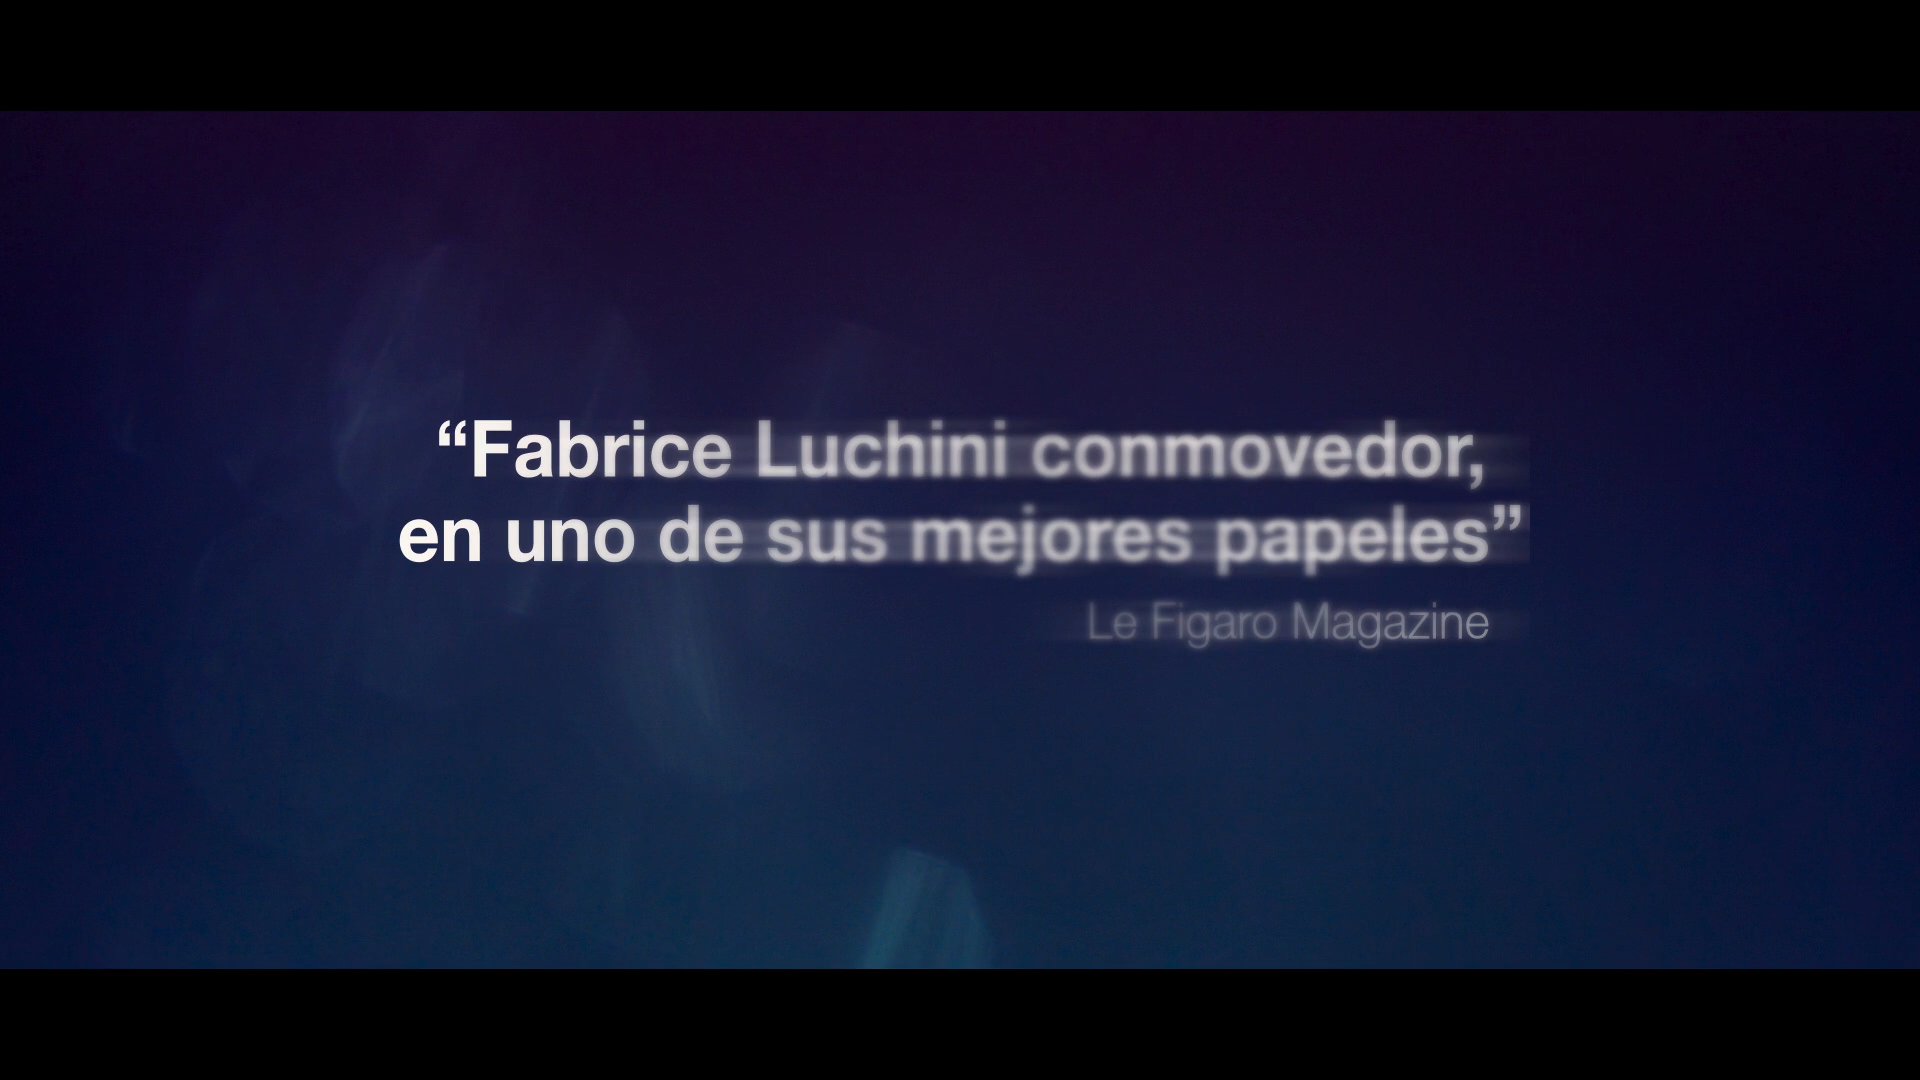 “Fabrice Luchini conmovedor,
en uno de sus mejores papeles”
Le Figaro Magazine